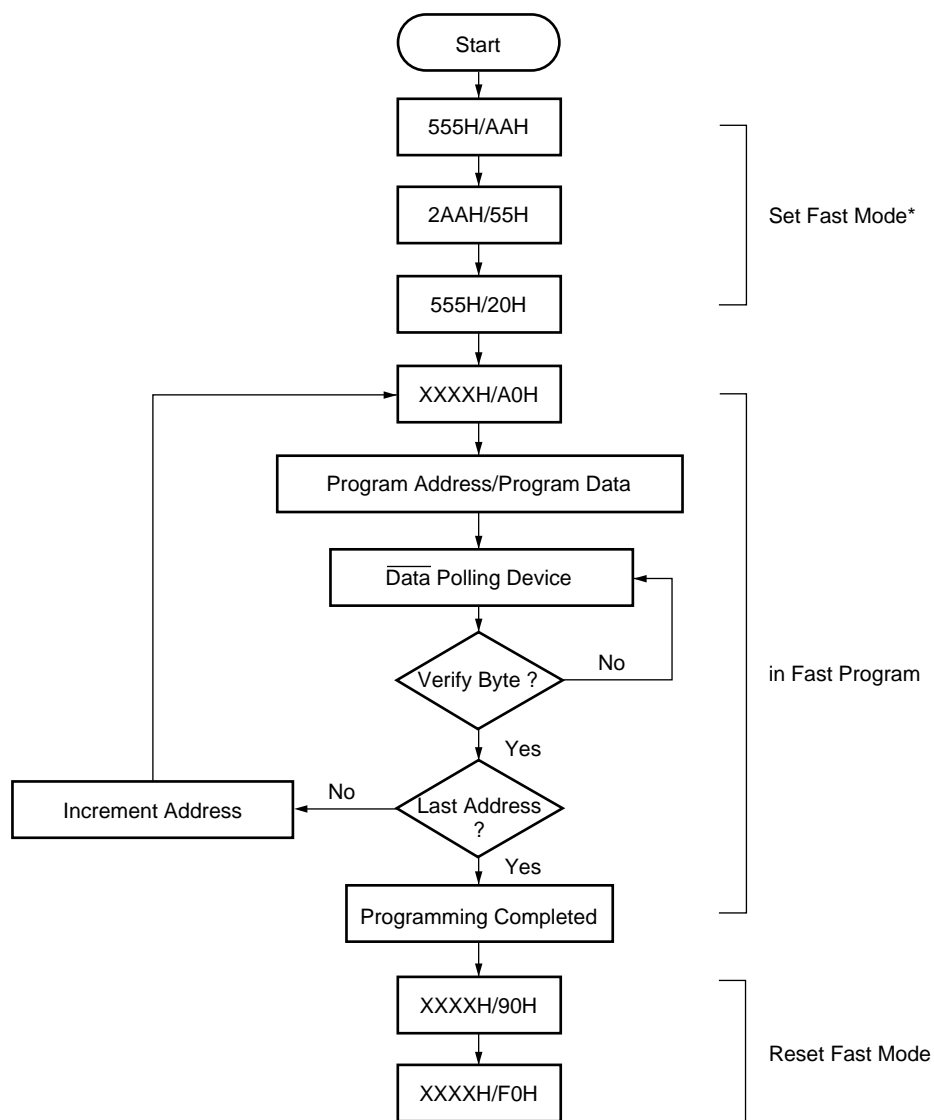 Start
555H/AAH
2AAH/55H
Set Fast Mode*
555H/20H
XXXXH/A0H
Program Address/Program Data
Data Polling Device
Verify Byte ?
No
in Fast Program
Yes
Increment Address
No
Last Address
?
Yes
Programming Completed
XXXXH/90H
Reset Fast Mode
XXXXH/F0H